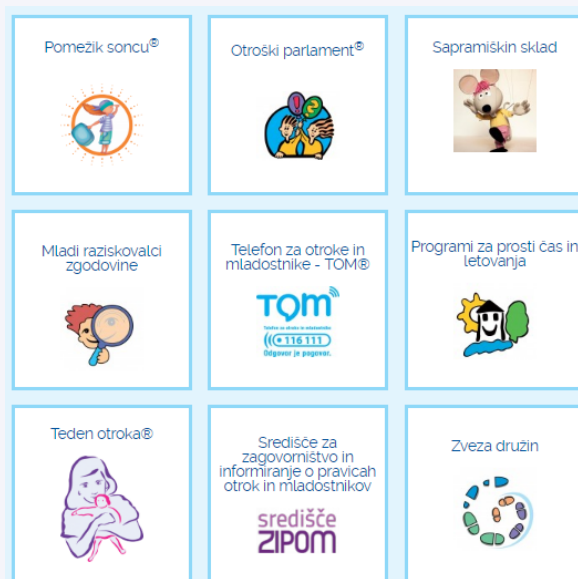 Pomežik soncu®
Otroški parlament®
Sapramiškin sklad
1 2
Mladi raziskovalci
zgodovine
Telefon za otroke in
mladostnike - TOM®
TOM
Telefon za otroke in mladostnike
116 111
Odgovor je pogovor.
Programi za prosti čas in
letovanja
Teden otroka®
Središče za
zagovorništvo in
informiranje o pravicah
otrok in mladostnikov
središče
ZIPOM
Zveza družin